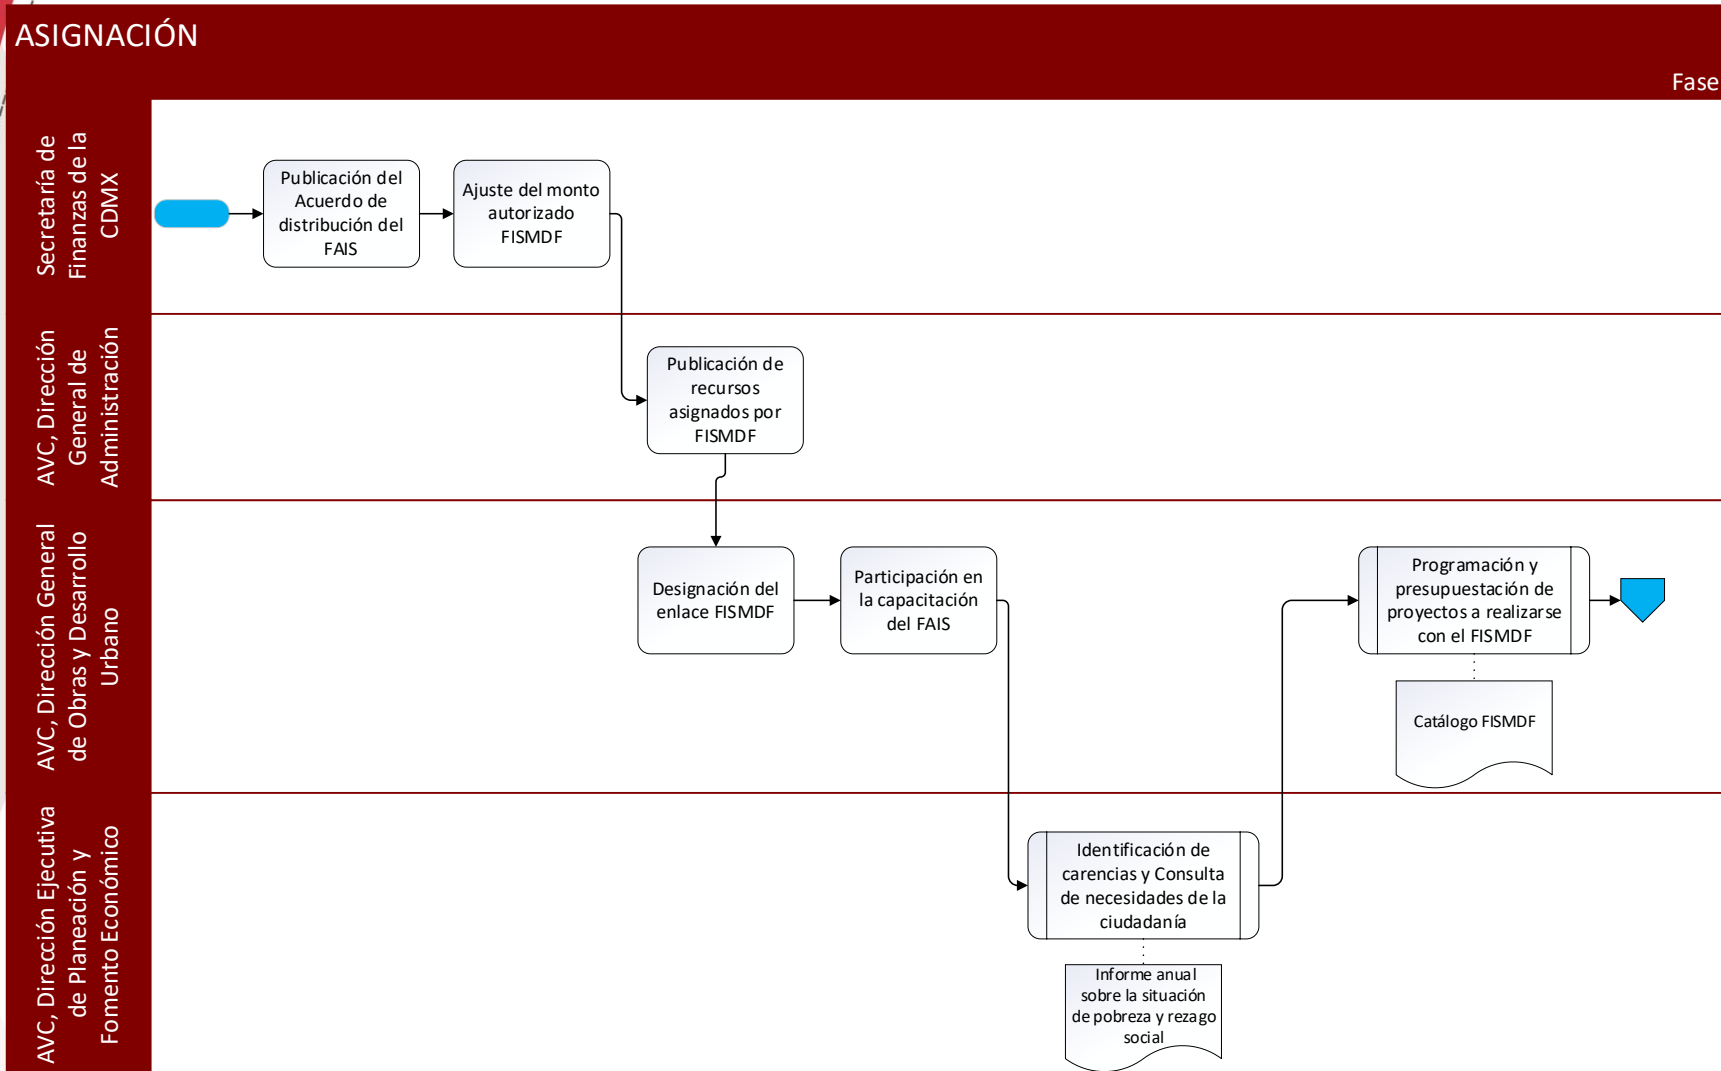 ASIGNACIÓN
Fase
Secretaría de
Finanzas de la
CDMX
Publicación del
Acuerdo de
distribución del
FAIS
Ajuste del monto
autorizado
FISMDF
AVC, Dirección
General de
Administración
Publicación de
recursos
asignados por
FISMDF
AVC, Dirección General
de Obras y Desarrollo
Urbano
Designación del
enlace FISMDF
Participación en
la capacitación
del FAIS
Programación y
presupuestación de
proyectos a realizarse
con el FISMDF
Catálogo FISMDF
AVC, Dirección Ejecutiva
de Planeación y
Fomento Económico
Identificación de
carencias y Consulta
de necesidades de la
ciudadanía
Informe anual
sobre la situación
de pobreza y rezago
social